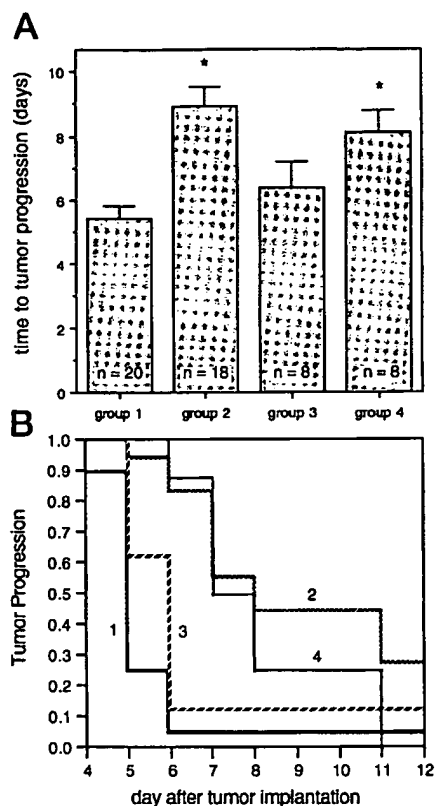 A
time to tumor progression (days)
10
8
6
4
2
0
*
*
n = 20
n = 18
n = 8
n = 8
group 1
group 2
group 3
group 4
B
Tumor Progression
1.0
0.9
0.8
0.7
0.6
0.5
0.4
0.3
0.2
0.1
0.0
1
3
2
4
4 5 6 7 8 9 10 11 12
day after tumor implantation